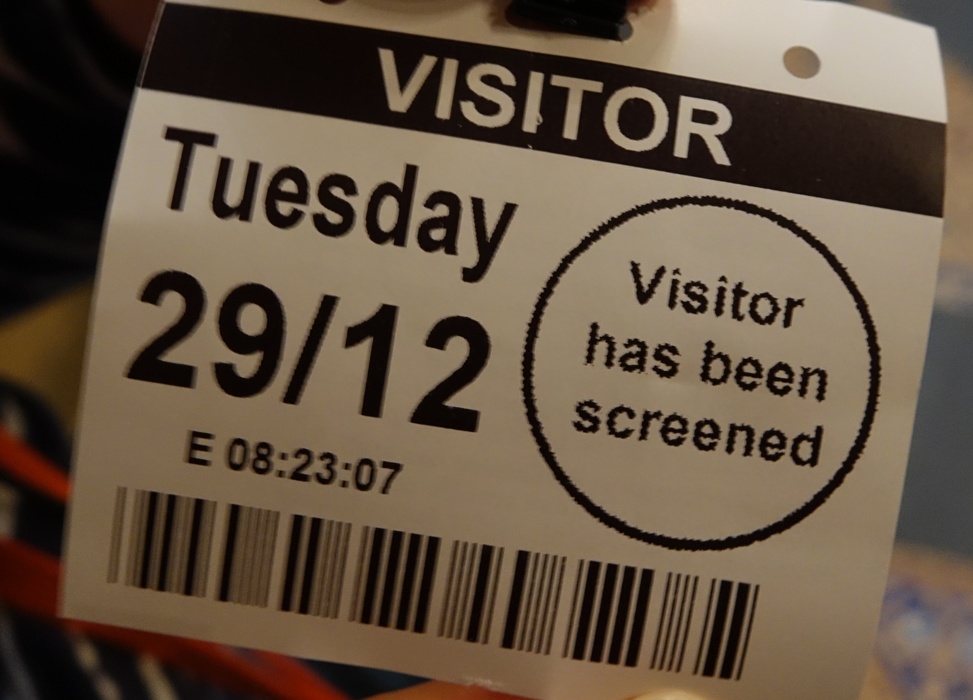 VISITOR
Tuesday
29/12
E 08:23:07
Visitor
has been
screened